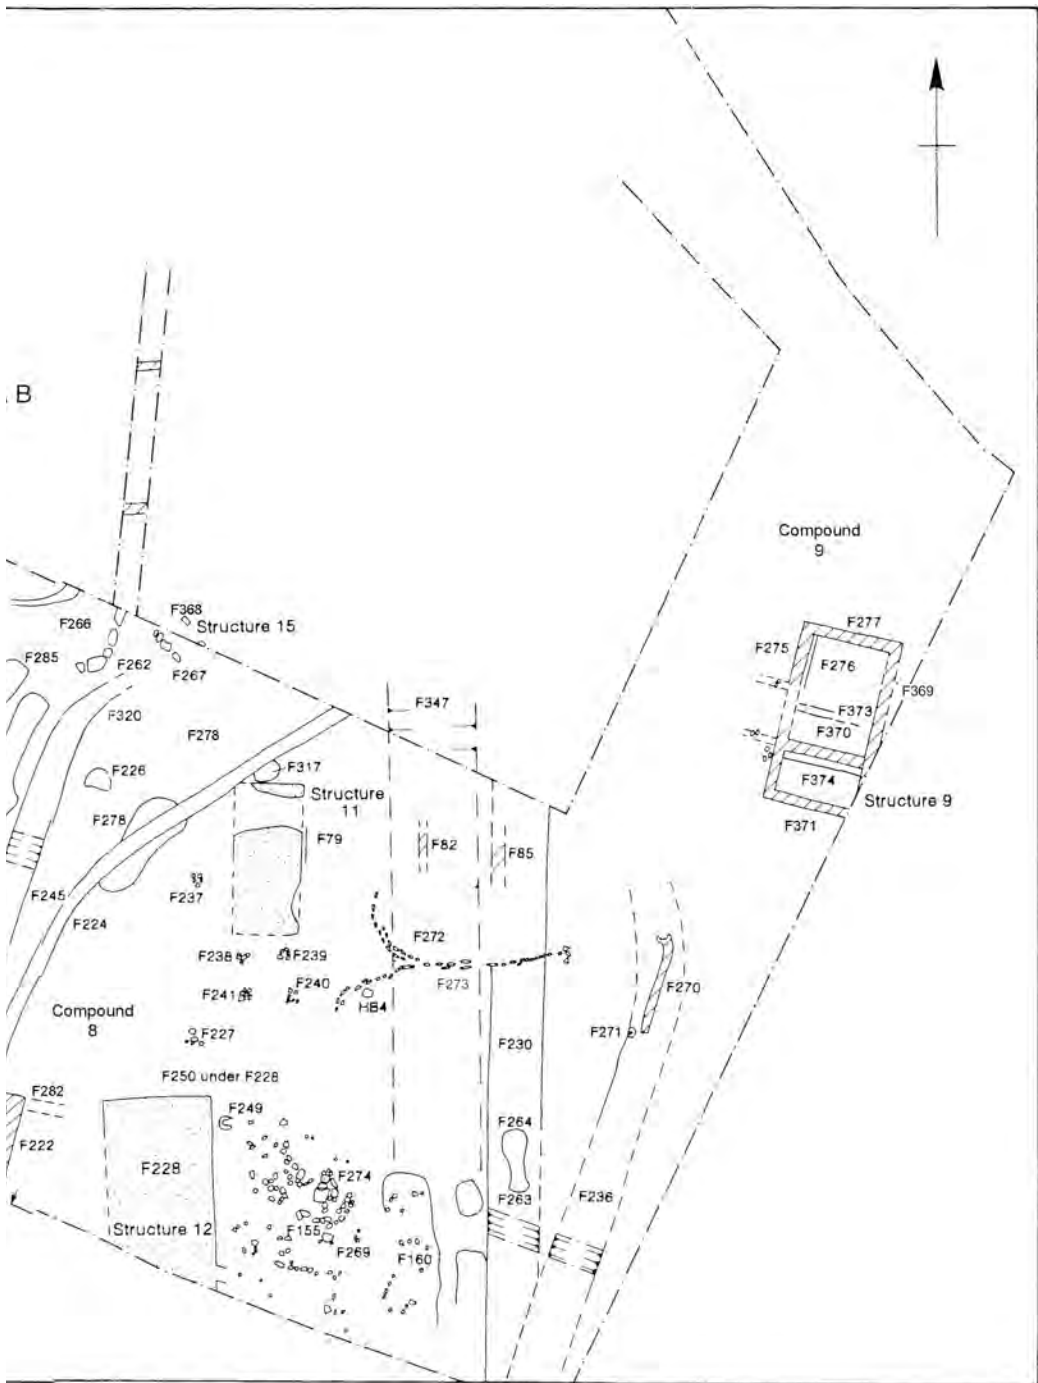 . B
Compound
9
F368
F266
Structure 15
F277
F285
F262
F267
F275
F276
F369
F320
F347
F373
F278
F370
F226
F317
F374
Structure
11
Structure 9
F278
F371
F79
F82
F85
F245
F237
F224
F272
F238
F239
F273
F270
F241
F240
HB4
Compound
8
F227
F230
F271
F250 under F228
F282
F249
F264
F222
F228
F274
F263
F236
Structure 12
F155
F269
F160